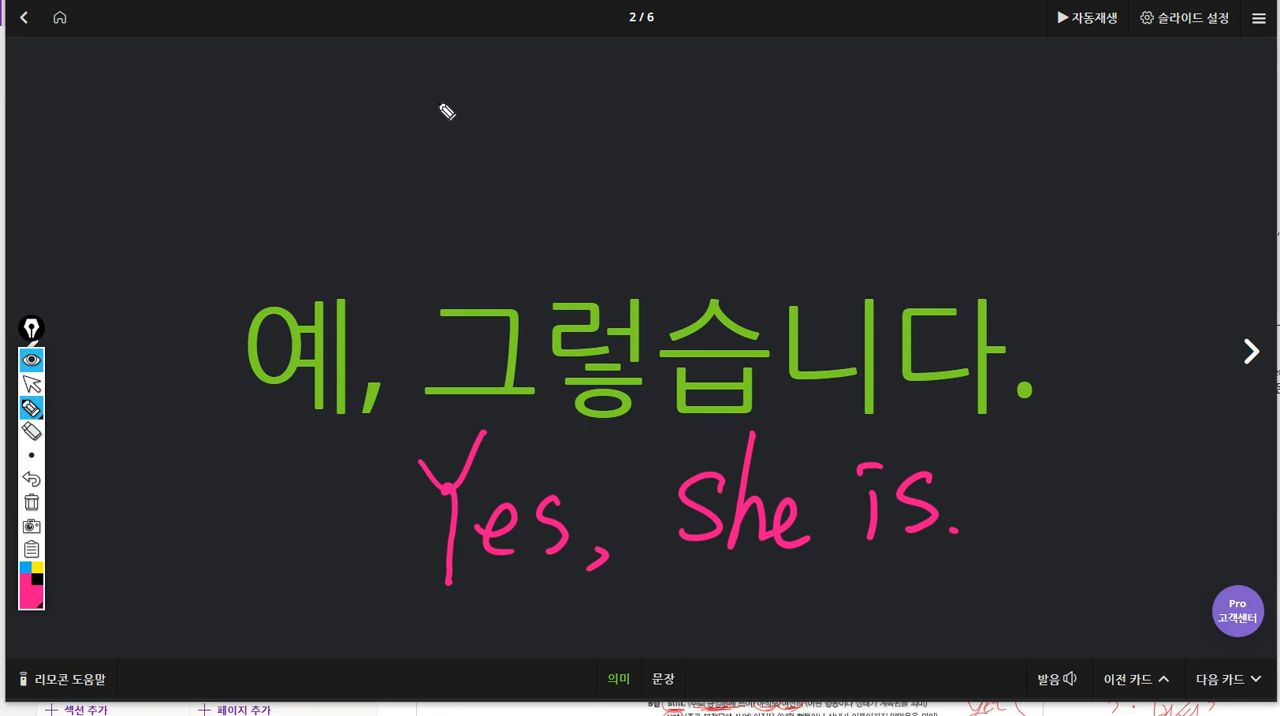 2 / 6
▶ 자동재생
슬라이드 설정
예, 그렇습니다.
Yes, She is.
Pro
고객센터
리모콘 도움말
의미
문장
발음
이전 카드
다음 카드
섹션 추가
페이지 추가